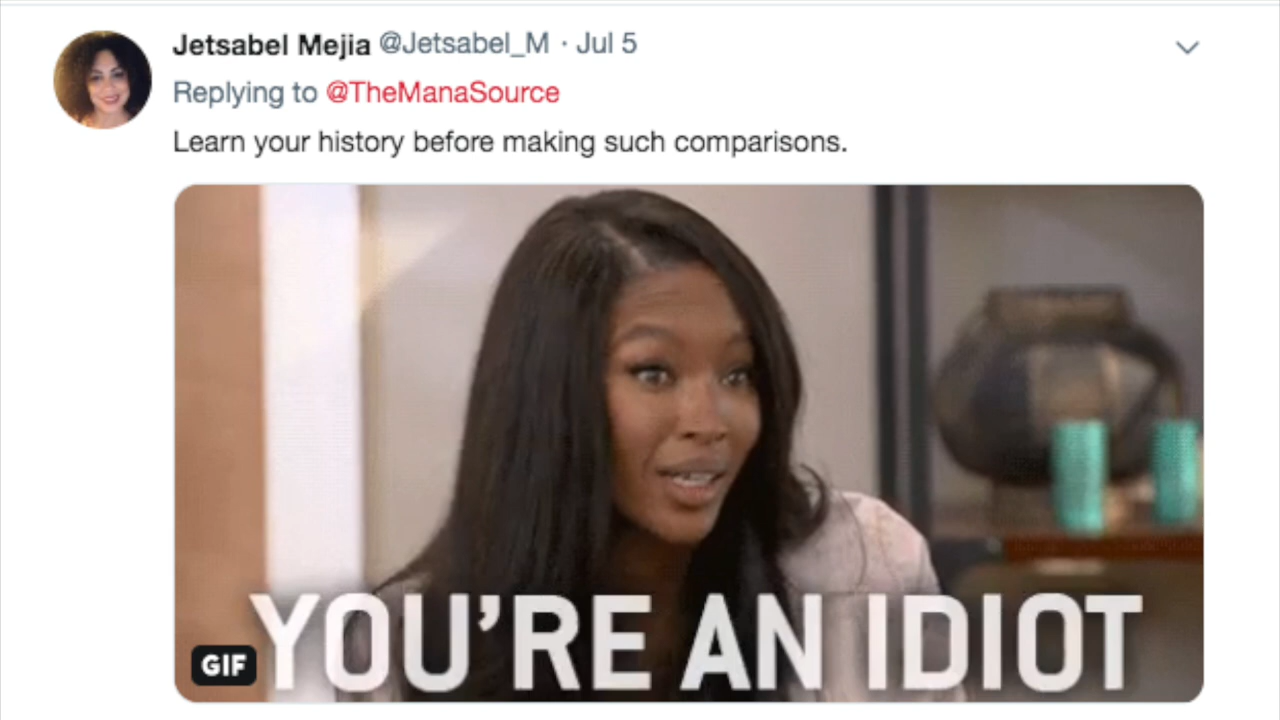 Jetsabel Mejia @Jetsabel_M · Jul 5
Replying to @TheManaSource
Learn your history before making such comparisons.
YOU'RE AN IDIOT
GIF